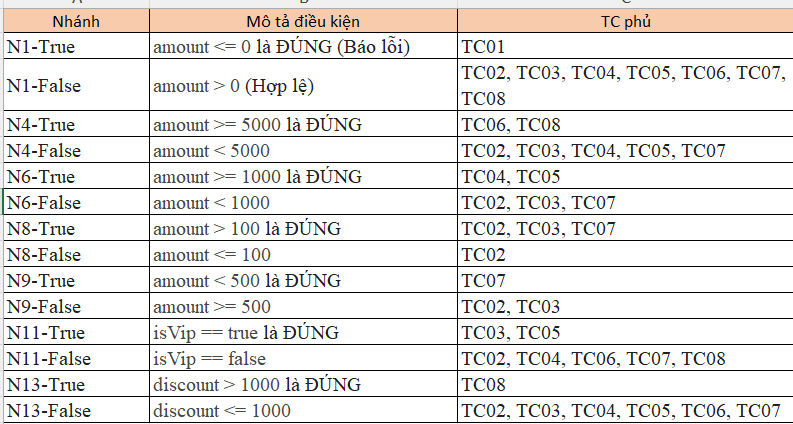 Nhánh Mô tả điều kiện TC phủ
N1-True amount <= 0 là ĐÚNG (Báo lỗi) TC01
N1-False amount > 0 (Hợp lệ) TC02, TC03, TC04, TC05, TC06, TC07,
TC08
N4-True amount >= 5000 là ĐÚNG TC06, TC08
N4-False amount < 5000 TC02, TC03, TC04, TC05, TC07
N6-True amount >= 1000 là ĐÚNG TC04, TC05
N6-False amount < 1000 TC02, TC03, TC07
N8-True amount > 100 là ĐÚNG TC02, TC03, TC07
N8-False amount <= 100 TC02
N9-True amount < 500 là ĐÚNG TC07
N9-False amount >= 500 TC02, TC03
N11-True isVip == true là ĐÚNG TC03, TC05
N11-False isVip == false TC02, TC04, TC06, TC07, TC08
N13-True discount > 1000 là ĐÚNG TC08
N13-False discount <= 1000 TC02, TC03, TC04, TC05, TC06, TC07